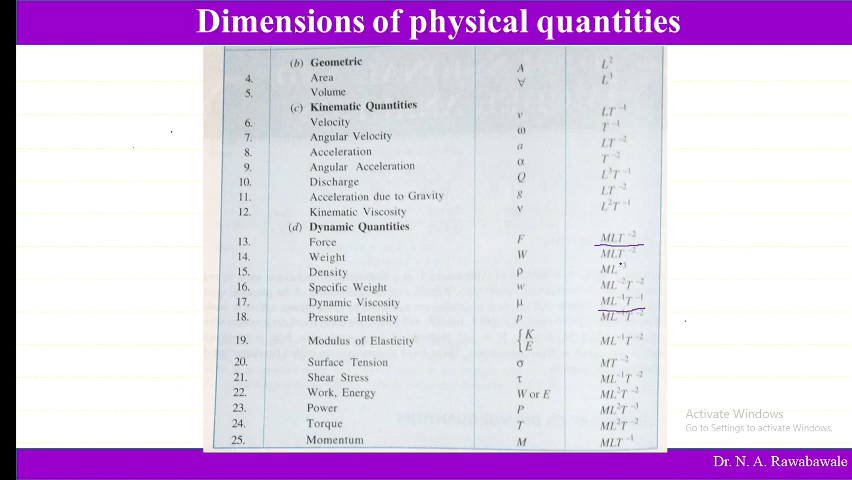 Dimensions of physical quantities
(b) Geometric
4. Area A L²
5. Volume ∀ L³
(c) Kinematic Quantities
6. Velocity v LT⁻¹
7. Angular Velocity ω T⁻¹
8. Acceleration a LT⁻²
9. Angular Acceleration α T⁻²
10. Discharge Q L³T⁻¹
11. Acceleration due to Gravity g LT⁻²
12. Kinematic Viscosity ν L²T⁻¹
(d) Dynamic Quantities
13. Force F MLT⁻²
14. Weight W MLT⁻²
15. Density ρ ML⁻³
16. Specific Weight w ML⁻²T⁻²
17. Dynamic Viscosity μ ML⁻¹T⁻¹
18. Pressure Intensity p ML⁻¹T⁻²
19. Modulus of Elasticity {K E ML⁻¹T⁻²
20. Surface Tension σ MT⁻²
21. Shear Stress τ ML⁻¹T⁻²
22. Work, Energy W or E ML²T⁻²
23. Power P ML²T⁻³
24. Torque T ML²T⁻²
25. Momentum M MLT⁻¹
Activate Windows
Go to Settings to activate Windows.
Dr. N. A. Rawabawale